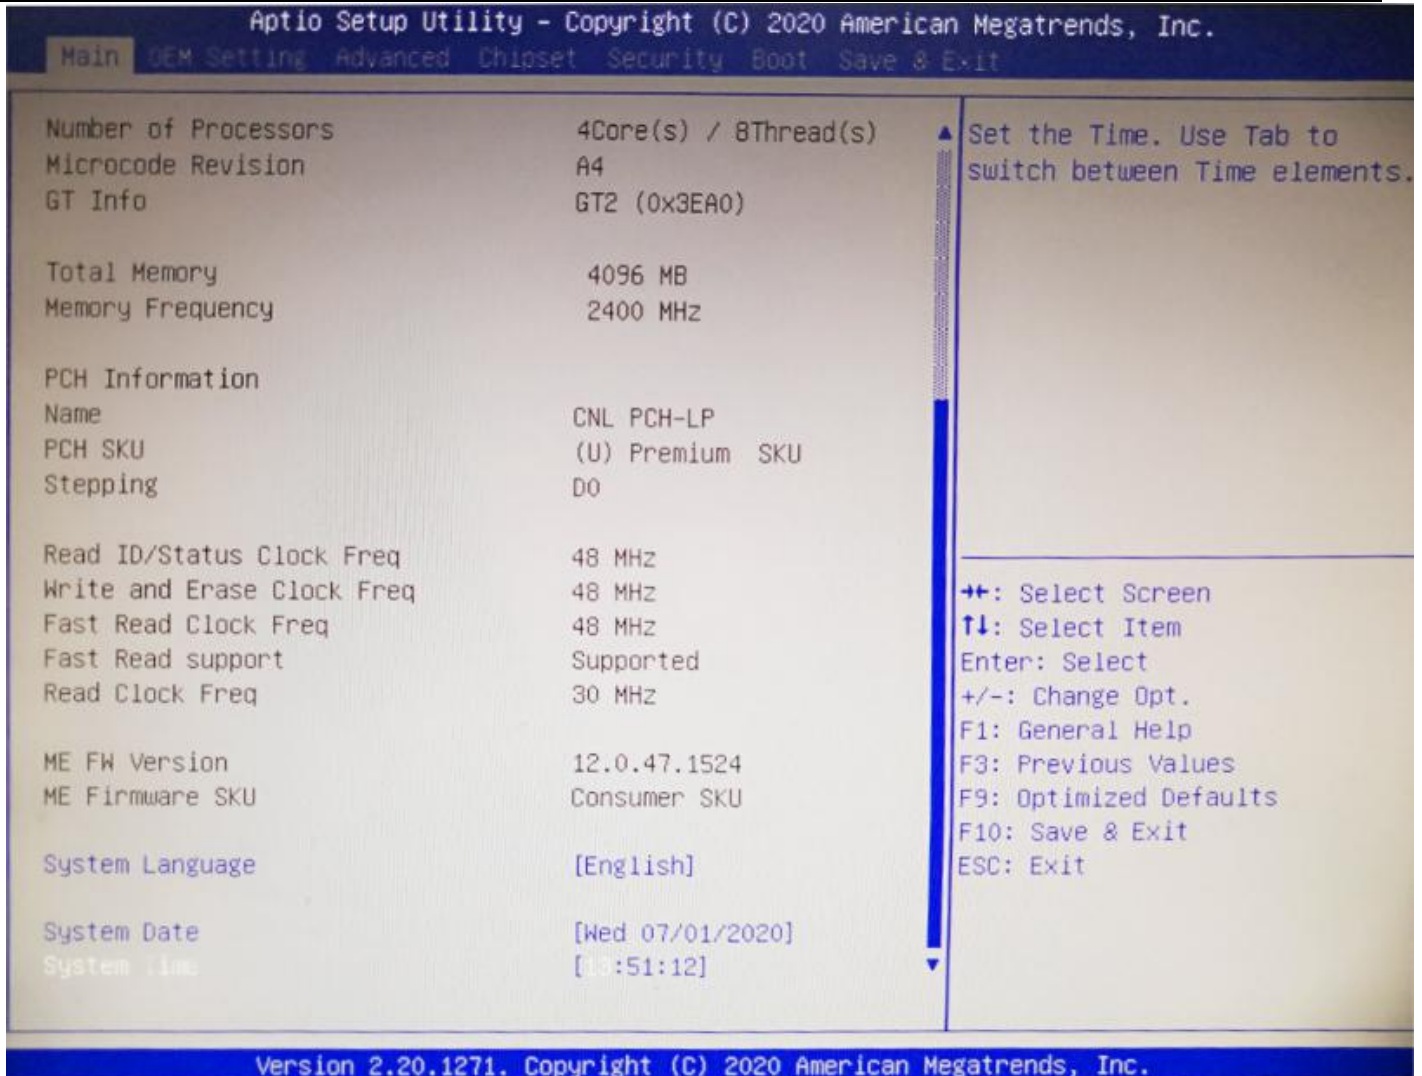 Aptio Setup Utility – Copyright (C) 2020 American Megatrends, Inc.
Main OEM Setting Advanced Chipset Security Boot Save & Exit
Number of Processors 4Core(s) / 8Thread(s)
Microcode Revision A4
GT Info GT2 (0x3EA0)
Total Memory 4096 MB
Memory Frequency 2400 MHz
PCH Information
Name CNL PCH-LP
PCH SKU (U) Premium SKU
Stepping D0
Read ID/Status Clock Freq 48 MHz
Write and Erase Clock Freq 48 MHz
Fast Read Clock Freq 48 MHz
Fast Read support Supported
Read Clock Freq 30 MHz
ME FW Version 12.0.47.1524
ME Firmware SKU Consumer SKU
System Language [English]
System Date [Wed 07/01/2020]
System Time [ :51:12]
Set the Time. Use Tab to
switch between Time elements.
→←: Select Screen
↑↓: Select Item
Enter: Select
+/-: Change Opt.
F1: General Help
F3: Previous Values
F9: Optimized Defaults
F10: Save & Exit
ESC: Exit
Version 2.20.1271. Copyright (C) 2020 American Megatrends, Inc.